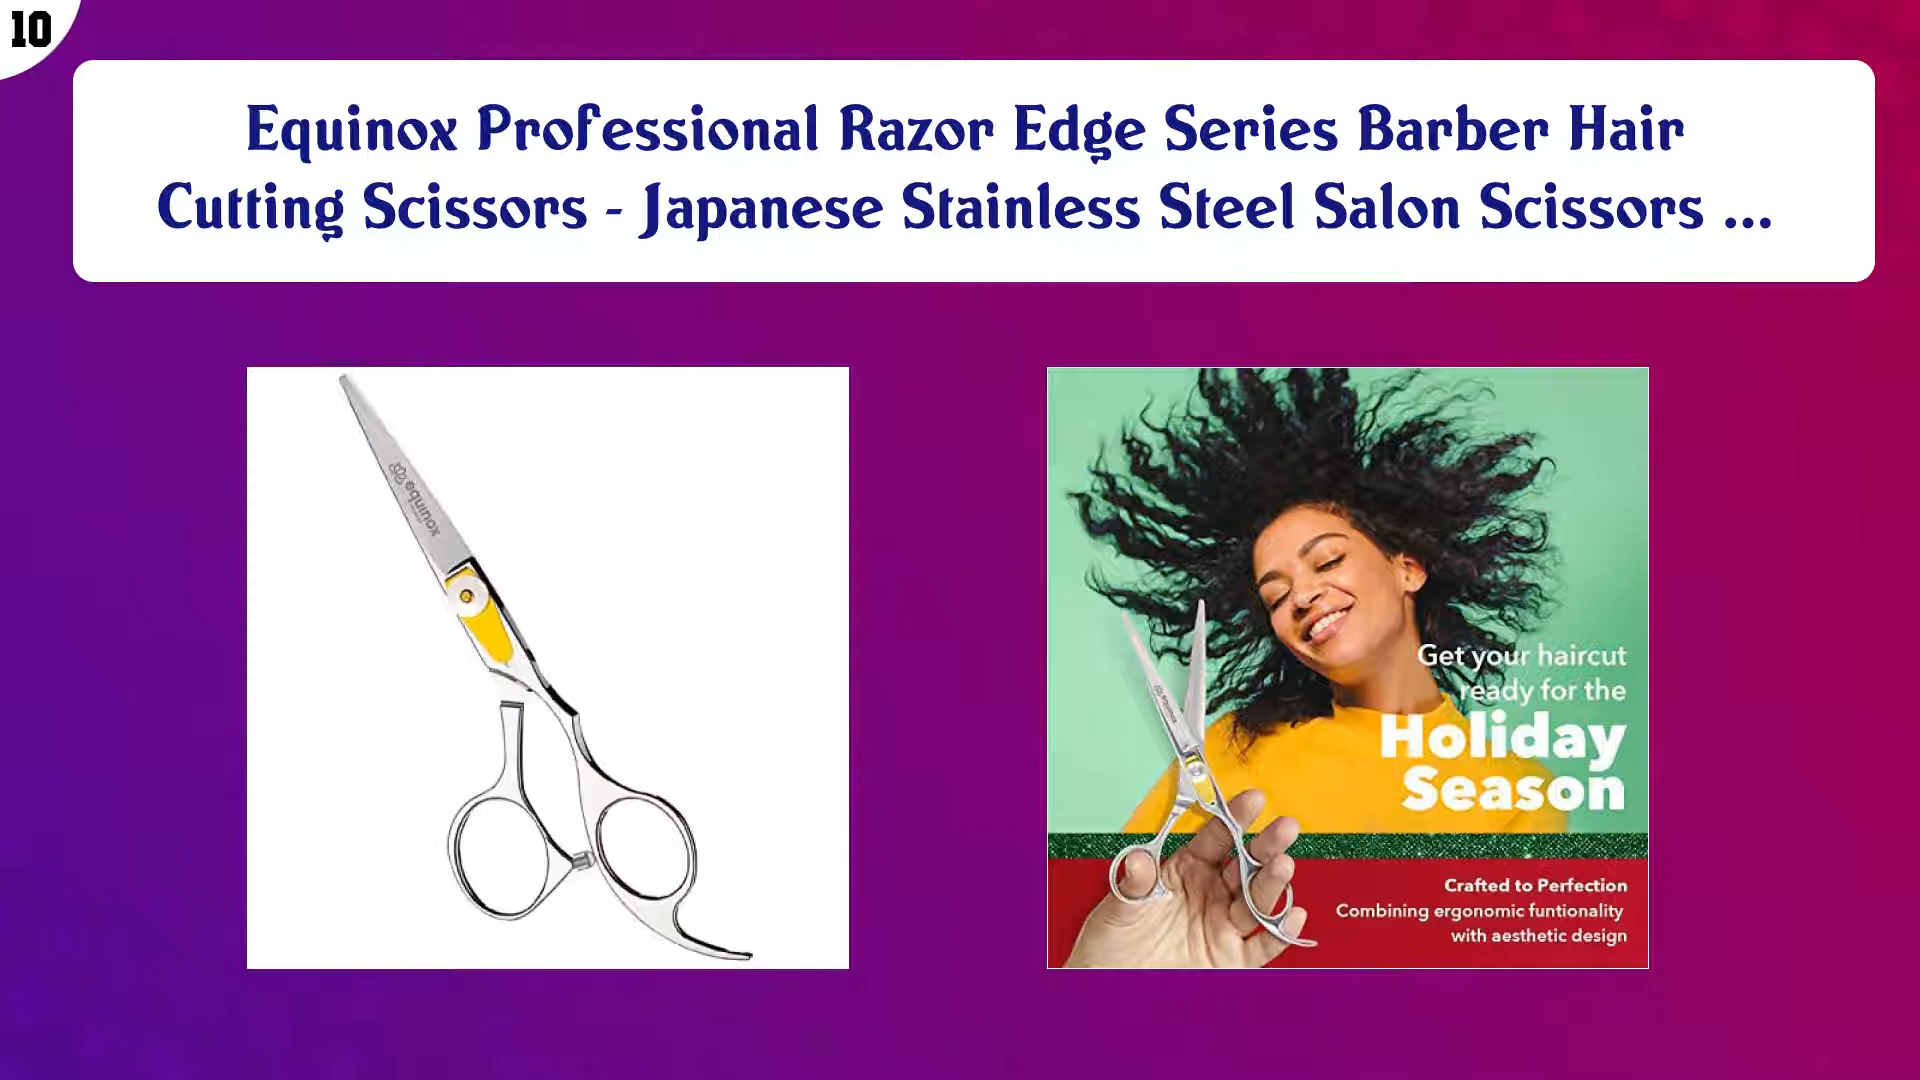 10
Equinox Professional Razor Edge Series Barber Hair
Cutting Scissors - Japanese Stainless Steel Salon Scissors ...
equinox
equinox
Get your haircut
ready for the
Holiday
Season
Crafted to Perfection
Combining ergonomic funtionality
with aesthetic design